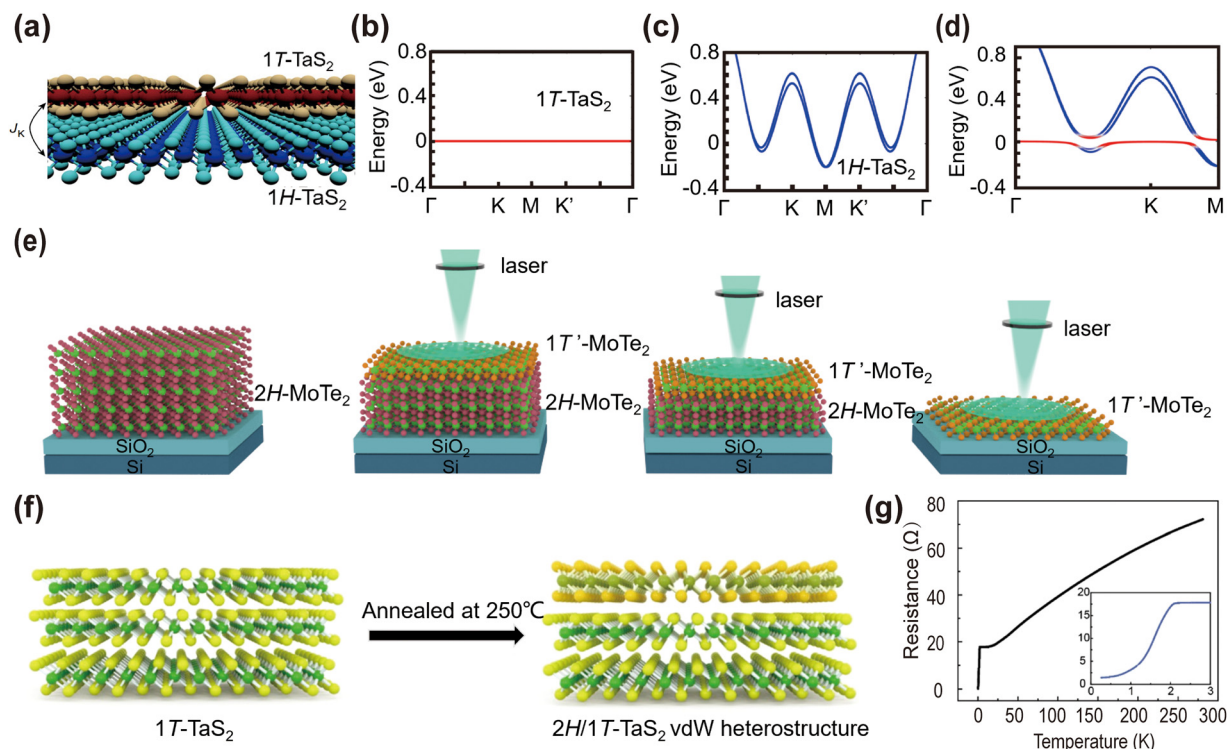 (a)
1T-TaS2
JK
1H-TaS2
(b)
Energy (eV)
0.8
0.4
0
-0.4
1T-TaS2
Γ K M K' Γ
(c)
Energy (eV)
0.8
0.4
0
-0.4
1H-TaS2
Γ K M K' Γ
(d)
Energy (eV)
0.8
0.4
0
-0.4
Γ K M
(e)
2H-MoTe2
SiO2
Si
laser
1T'-MoTe2
2H-MoTe2
SiO2
Si
laser
1T'-MoTe2
2H-MoTe2
SiO2
Si
laser
1T'-MoTe2
SiO2
Si
(f)
1T-TaS2
Annealed at 250℃
2H/1T-TaS2 vdW heterostructure
(g)
Resistance (Ω)
80
60
40
20
0
0 50 100 150 200 250 300
Temperature (K)
20
15
10
5
0
0 1 2 3